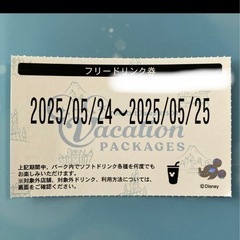 フリードリンク券
2025/05/24～2025/05/25
Vacation
PACKAGES
上記期間中、パーク内でソフトドリンク各種を何度でも
お楽しみいただけます。
※対象外店舗、対象外ドリンク、利用方法については、
裏面をご確認ください。
©Disney